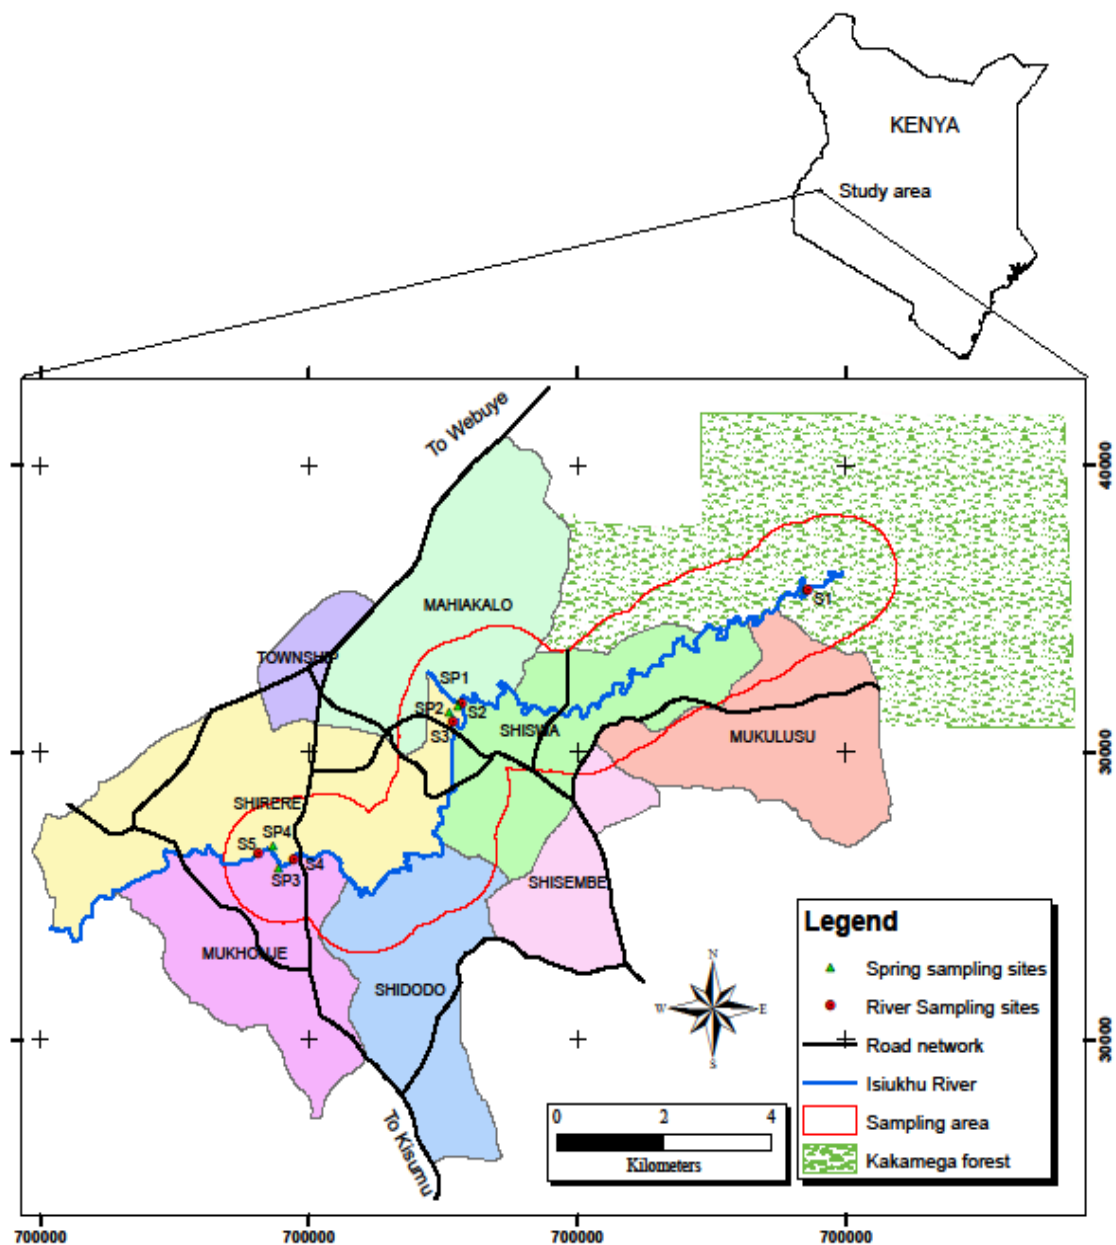 KENYA
Study area
To Webuye
40000
MAHIAKALO
S1
TOWNSHIP
SP1
SP2
S2
S3
SHISWA
MUKULUSU
30000
SHIRERE
SP4
S5
S4
SP3
SHISEMBE
MUKHONJE
SHIDODO
N
W
E
S
30000
To Kisumu
Legend
Spring sampling sites
River Sampling sites
Road network
Isiukhu River
Sampling area
Kakamega forest
0 2 4
Kilometers
700000 700000 700000 700000